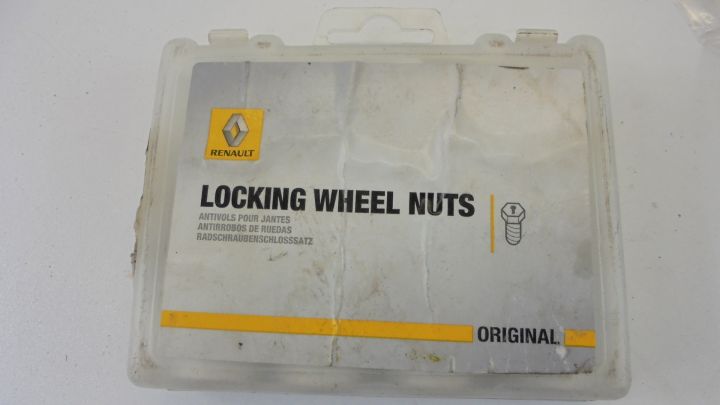 RENAULT
LOCKING WHEEL NUTS
ANTIVOLS POUR JANTES
ANTIRROBOS DE RUEDAS
RADSCHRAUBENSCHLOSSSATZ
ORIGINAL.